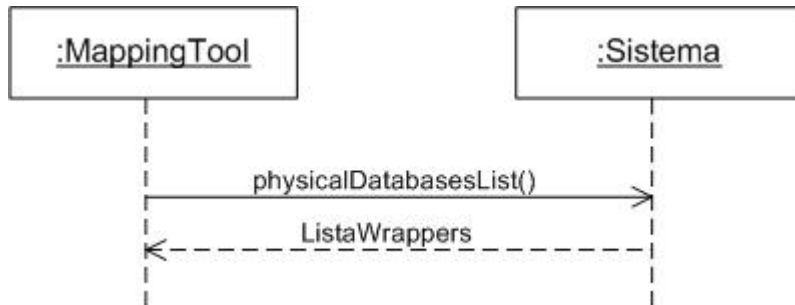 :MappingTool
:Sistema
physicalDatabasesList()
ListaWrappers